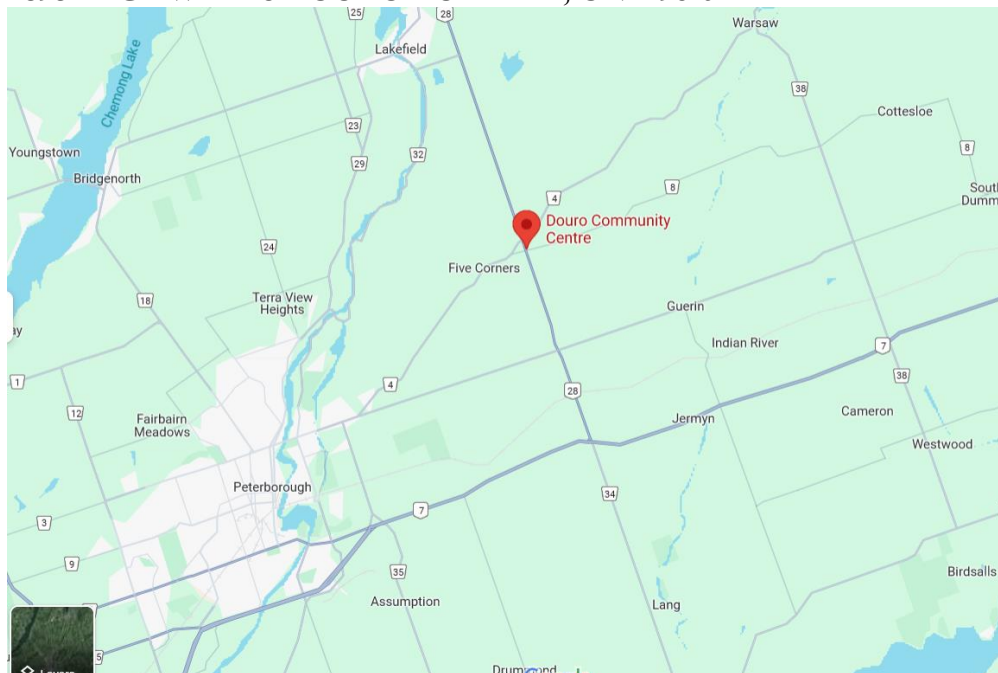 25
28
Warsaw
Lakefield
38
Chemong Lake
Cottesloe
23
Youngstown
29
32
8
Bridgenorth
8
4
Douro Community
Centre
24
Five Corners
18
Terra View
Heights
Guerin
Indian River
7
1
4
28
38
12
Fairbairn
Meadows
Jermyn
Cameron
Westwood
Peterborough
34
7
3
9
35
Birdsalls
Assumption
Lang